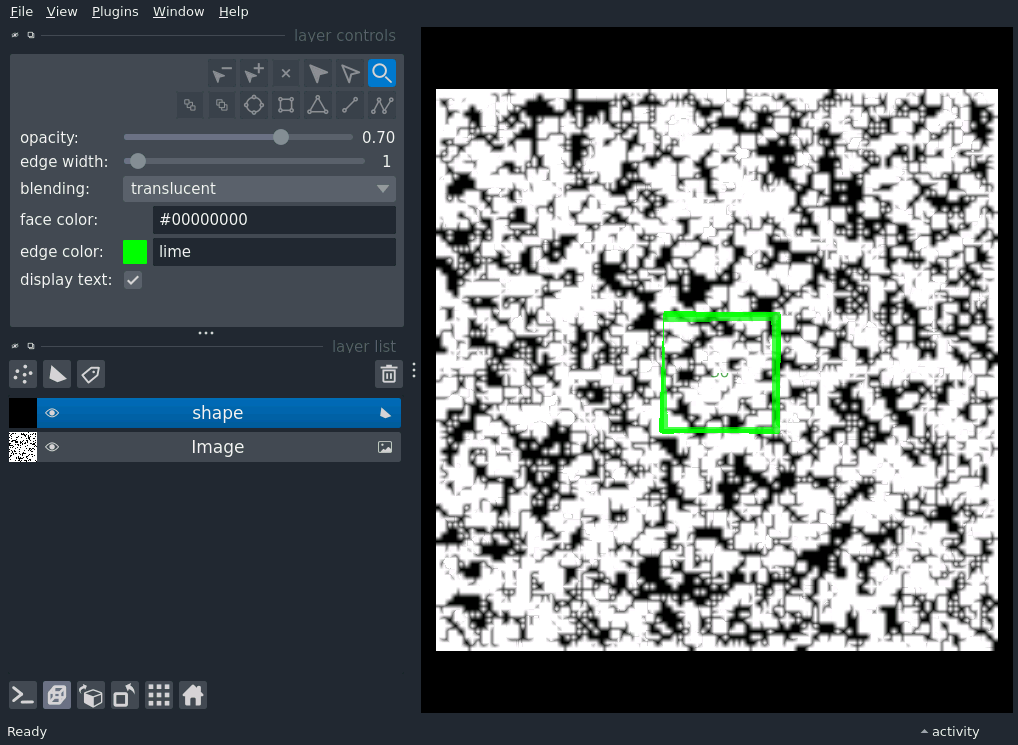 File View Plugins Window Help
layer controls
opacity: 0.70
edge width: 1
blending: translucent
face color: #00000000
edge color: lime
display text:
layer list
shape
Image
Ready
activity